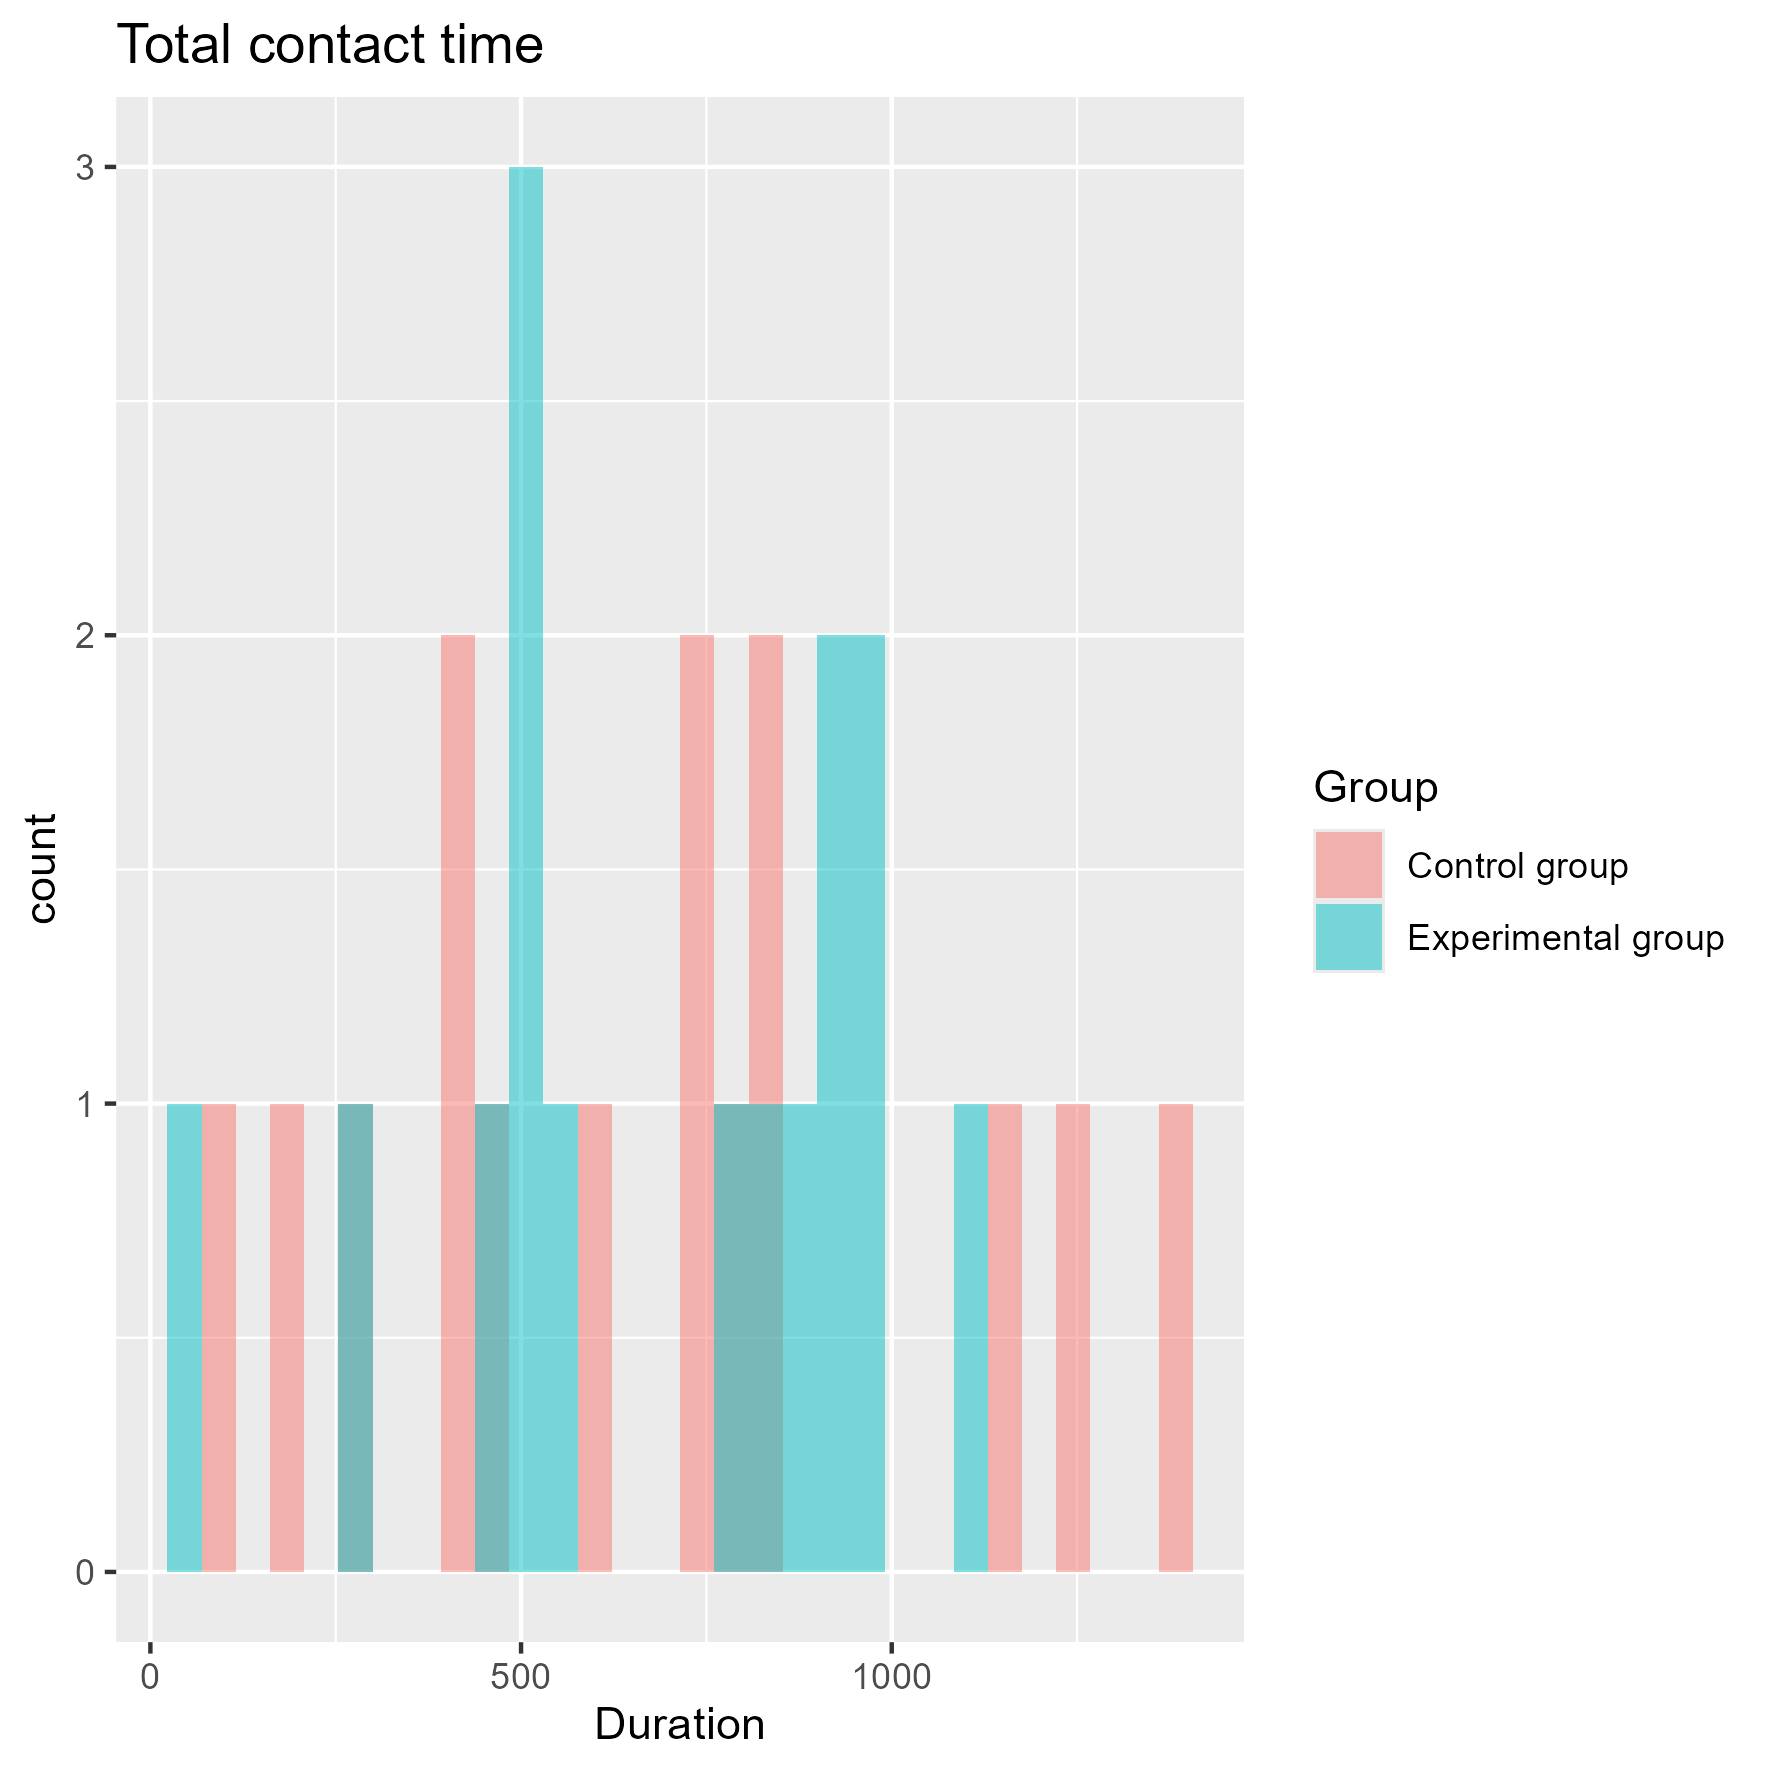 Total contact time
3
2
1
0
count
0 500 1000
Duration
Group
Control group
Experimental group